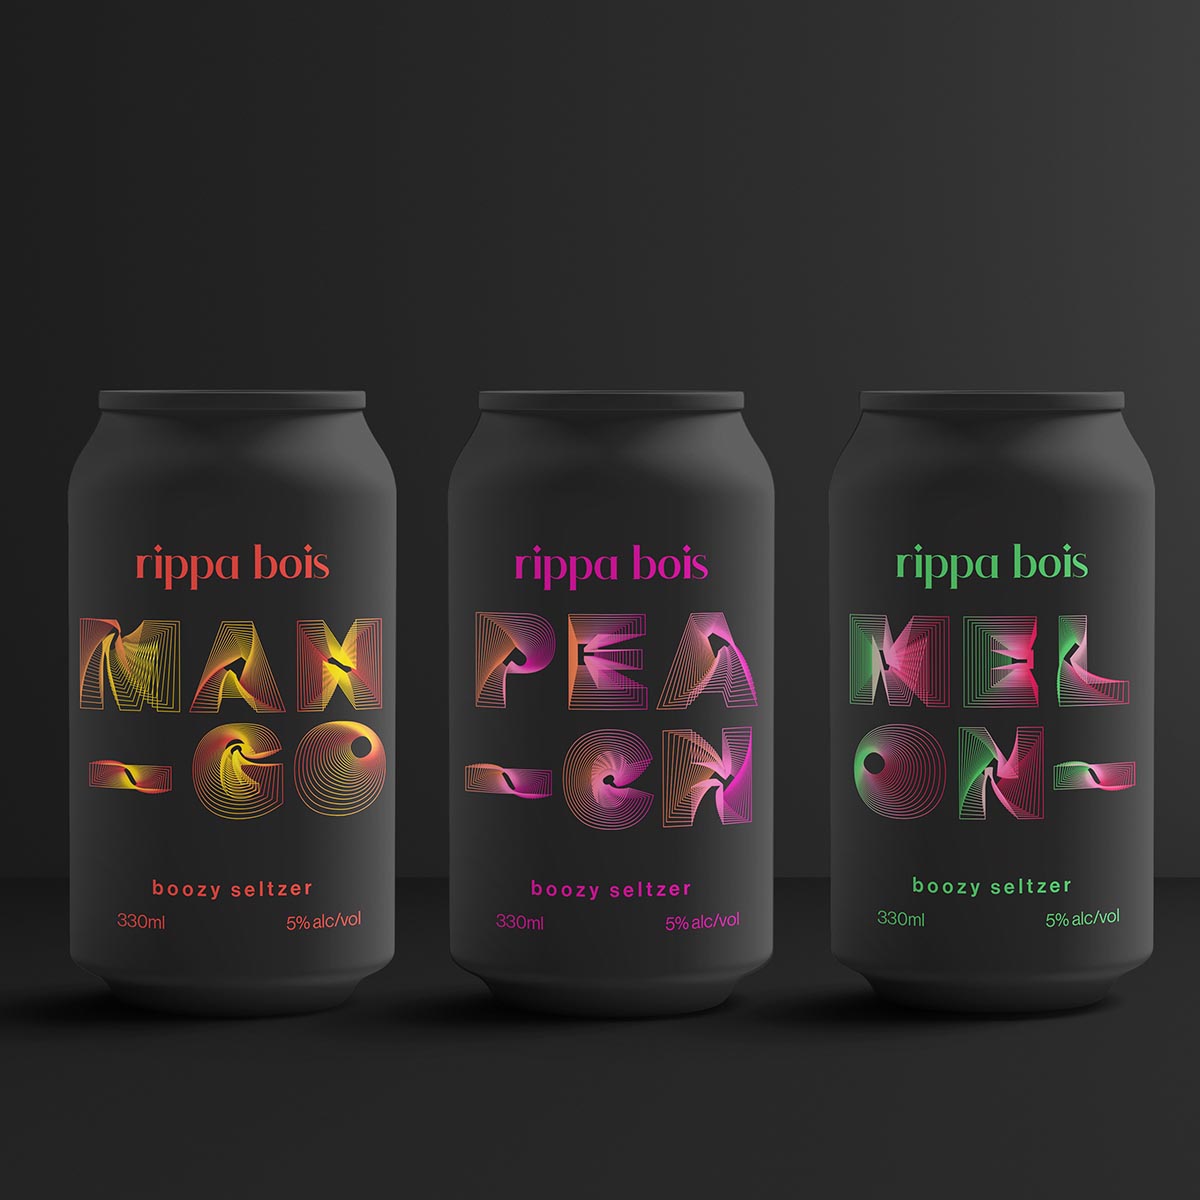 rippa bois
MAN
-GO
boozy seltzer
330ml 5% alc/vol
rippa bois
PEA
-CH
boozy seltzer
330ml 5% alc/vol
rippa bois
MEL
ON-
boozy seltzer
330ml 5% alc/vol